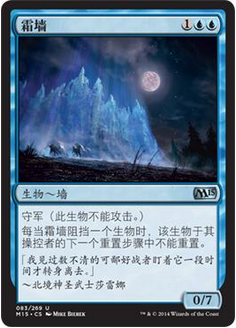 霜墙 1
生物～墙 M15
守军（此生物不能攻击。）
每当霜墙阻挡一个生物时，该生物于其
操控者的下一个重置步骤中不能重置。
「我见过数不清的可鄙好战者盯着它一段时
间才转身离去。」
～北境神圣武士莎雷娜
0/7
083/269 U
M15 • CS MIKE BIEREK
™ & © 2014 Wizards of the Coast